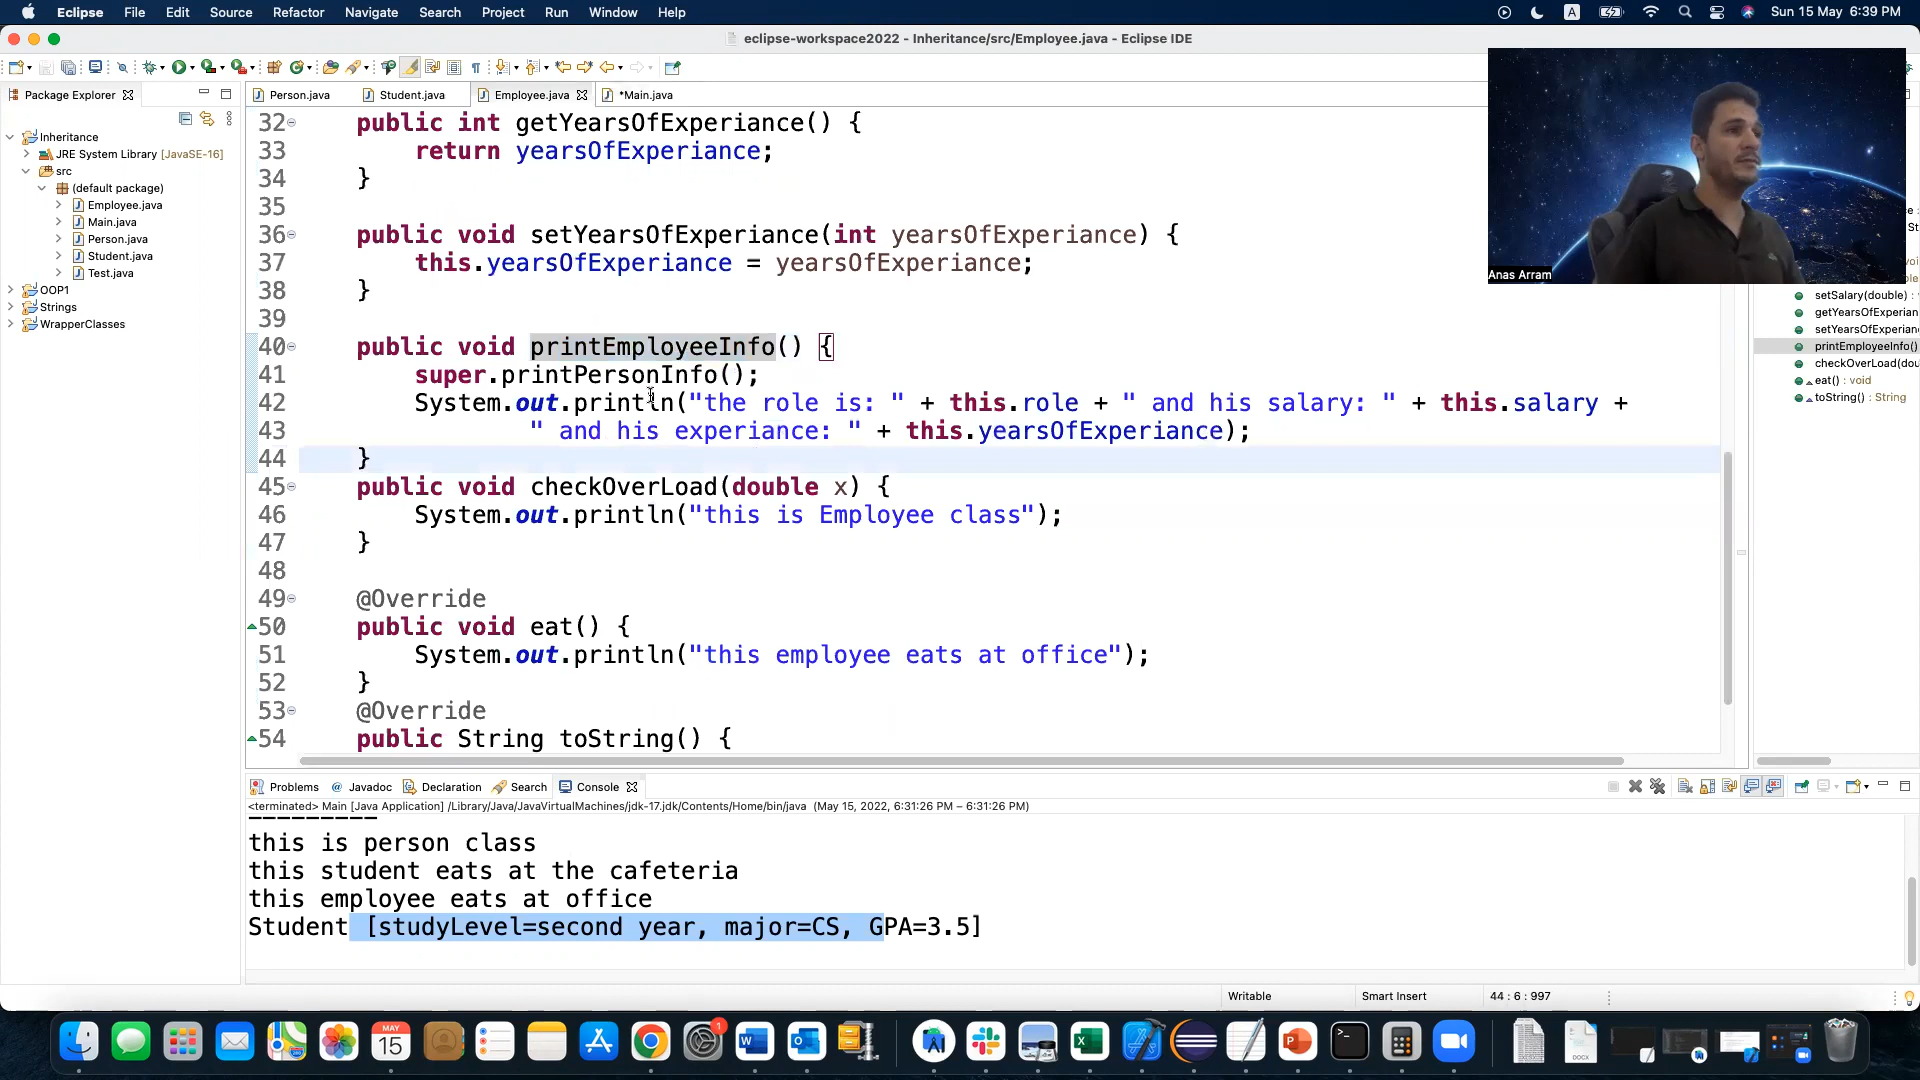 Eclipse File Edit Source Refactor Navigate Search Project Run Window Help
A
Sun 15 May 6:39 PM
eclipse-workspace2022 - Inheritance/src/Employee.java - Eclipse IDE
Package Explorer
Person.java Student.java Employee.java *Main.java
Inheritance
JRE System Library [JavaSE-16]
src
(default package)
Employee.java
Main.java
Person.java
Student.java
Test.java
OOP1
Strings
WrapperClasses
32 public int getYearsOfExperiance() {
33 return yearsOfExperiance;
34 }
35
36 public void setYearsOfExperiance(int yearsOfExperiance) {
37 this.yearsOfExperiance = yearsOfExperiance;
38 }
39
40 public void printEmployeeInfo() {
41 super.printPersonInfo();
42 System.out.println("the role is: " + this.role + " and his salary: " + this.salary +
43 " and his experiance: " + this.yearsOfExperiance);
44 }
45 public void checkOverLoad(double x) {
46 System.out.println("this is Employee class");
47 }
48
49 @Override
50 public void eat() {
51 System.out.println("this employee eats at office");
52 }
53 @Override
54 public String toString() {
Anas Arram
setSalary(double) :
getYearsOfExperian
setYearsOfExperianc
printEmployeeInfo()
checkOverLoad(dou
eat() : void
toString() : String
Problems Javadoc Declaration Search Console
<terminated> Main [Java Application] /Library/Java/JavaVirtualMachines/jdk-17.jdk/Contents/Home/bin/java (May 15, 2022, 6:31:26 PM – 6:31:26 PM)
---------
this is person class
this student eats at the cafeteria
this employee eats at office
Student [studyLevel=second year, major=CS, GPA=3.5]
Writable Smart Insert 44 : 6 : 997
MAY
15
1
DOCX